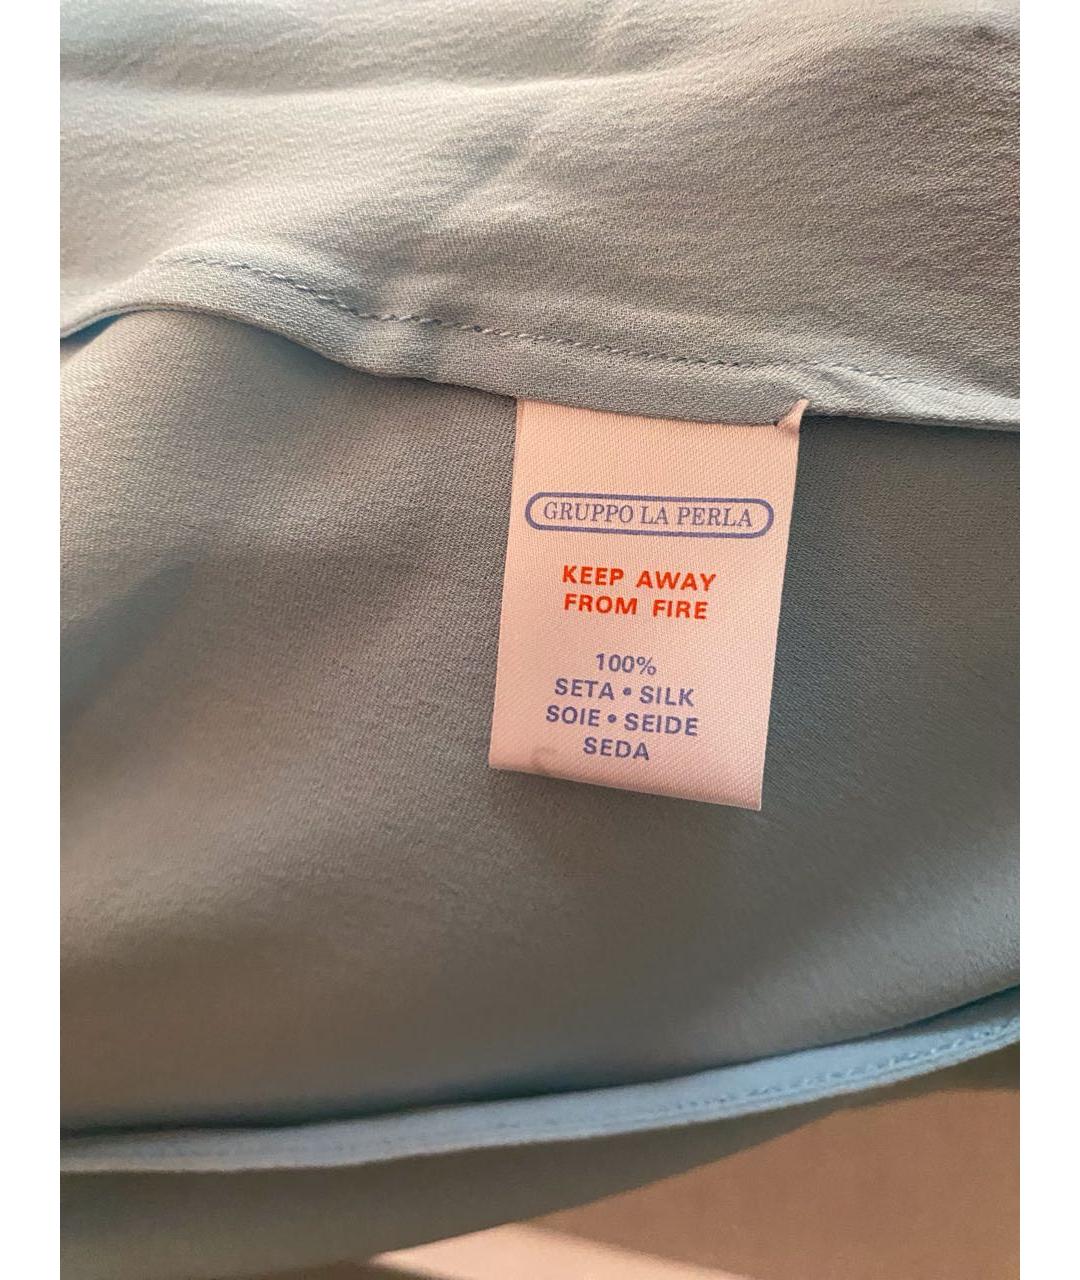 GRUPPO LA PERLA
KEEP AWAY
FROM FIRE
100%
SETA • SILK
SOIE • SEIDE
SEDA